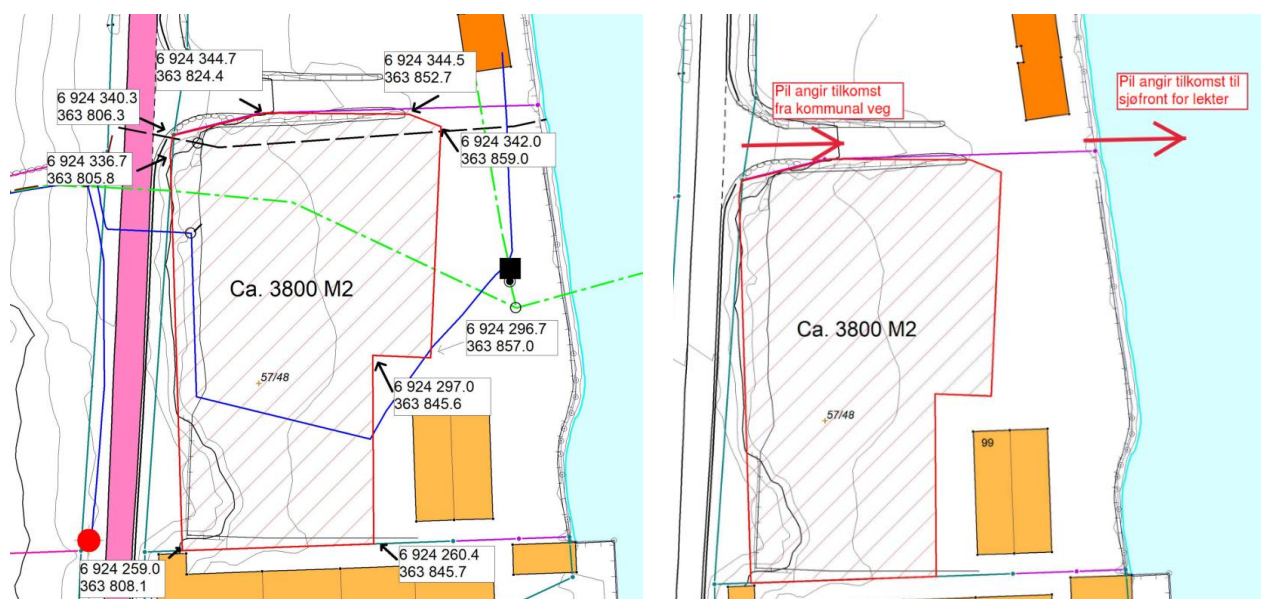 6 924 344.7
363 824.4
6 924 344.5
363 852.7
6 924 340.3
363 806.3
6 924 342.0
363 859.0
6 924 336.7
363 805.8
Ca. 3800 M2
6 924 296.7
363 857.0
57/48
6 924 297.0
363 845.6
6 924 259.0
363 808.1
6 924 260.4
363 845.7
Pil angir tilkomst
fra kommunal veg
Pil angir tilkomst til
sjøfront for lekter
Ca. 3800 M2
57/48
99